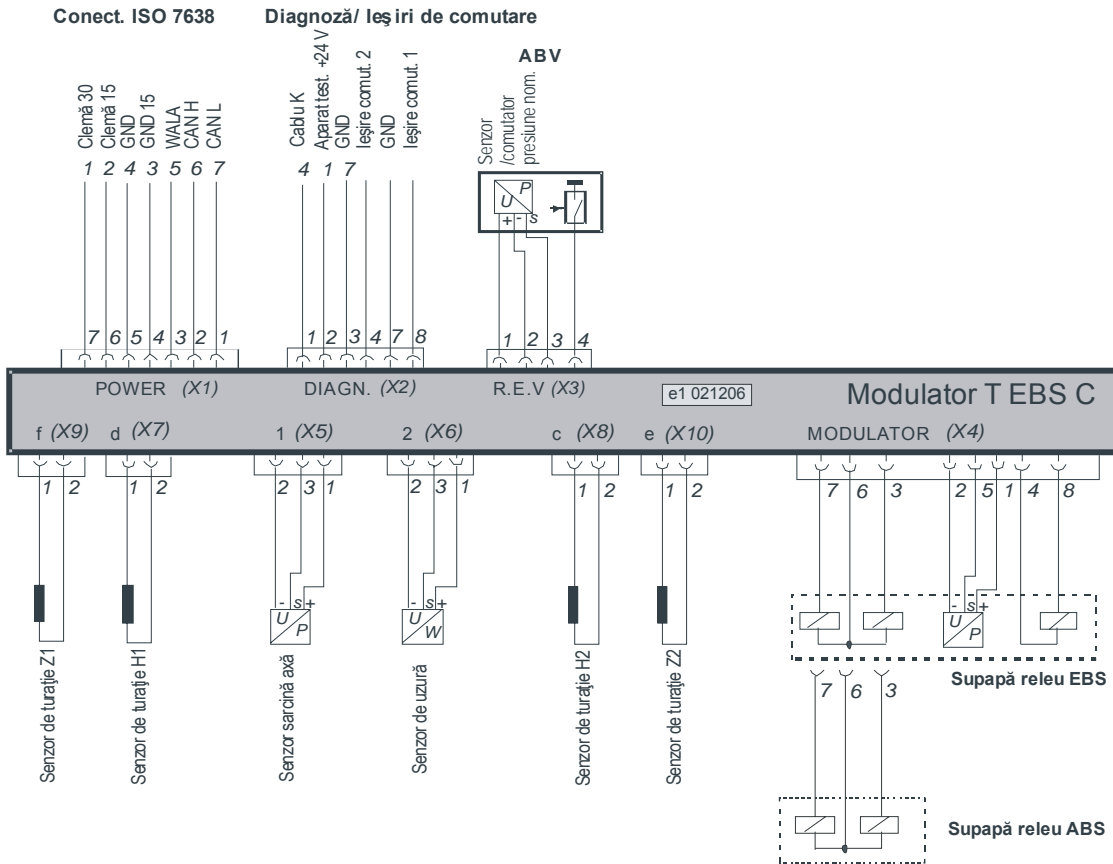 Conect. ISO 7638
Diagnoză/ Ieşiri de comutare
ABV
Clemă 30
Clemă 15
GND
GND 15
WALA
CAN H
CAN L
Cablu K
Aparat test. +24 V
GND
Ieşire comut. 2
GND
Ieşire comut. 1
Senzor
/comutator
presiune nom.
1 2 4 3 5 6 7
4 1 7
U P
+ - s
7 6 5 4 3 2 1
1 2 3 4 7 8
1 2 3 4
POWER (X1)
DIAGN. (X2)
R.E.V (X3)
e1 021206
Modulator T EBS C
f (X9)
d (X7)
1 (X5)
2 (X6)
c (X8)
e (X10)
MODULATOR (X4)
1 2
1 2
2 3 1
2 3 1
1 2
1 2
7 6 3 2 5 1 4 8
- s +
U P
- s +
U W
- s +
U P
Senzor de turaţie Z1
Senzor de turaţie H1
Senzor sarcină axă
Senzor de uzură
Senzor de turaţie H2
Senzor de turaţie Z2
Supapă releu EBS
7 6 3
Supapă releu ABS